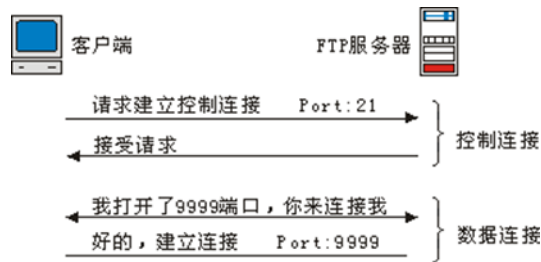 客户端
FTP服务器
请求建立控制连接 Port:21
接受请求
控制连接
我打开了9999端口，你来连接我
好的，建立连接 Port:9999
数据连接